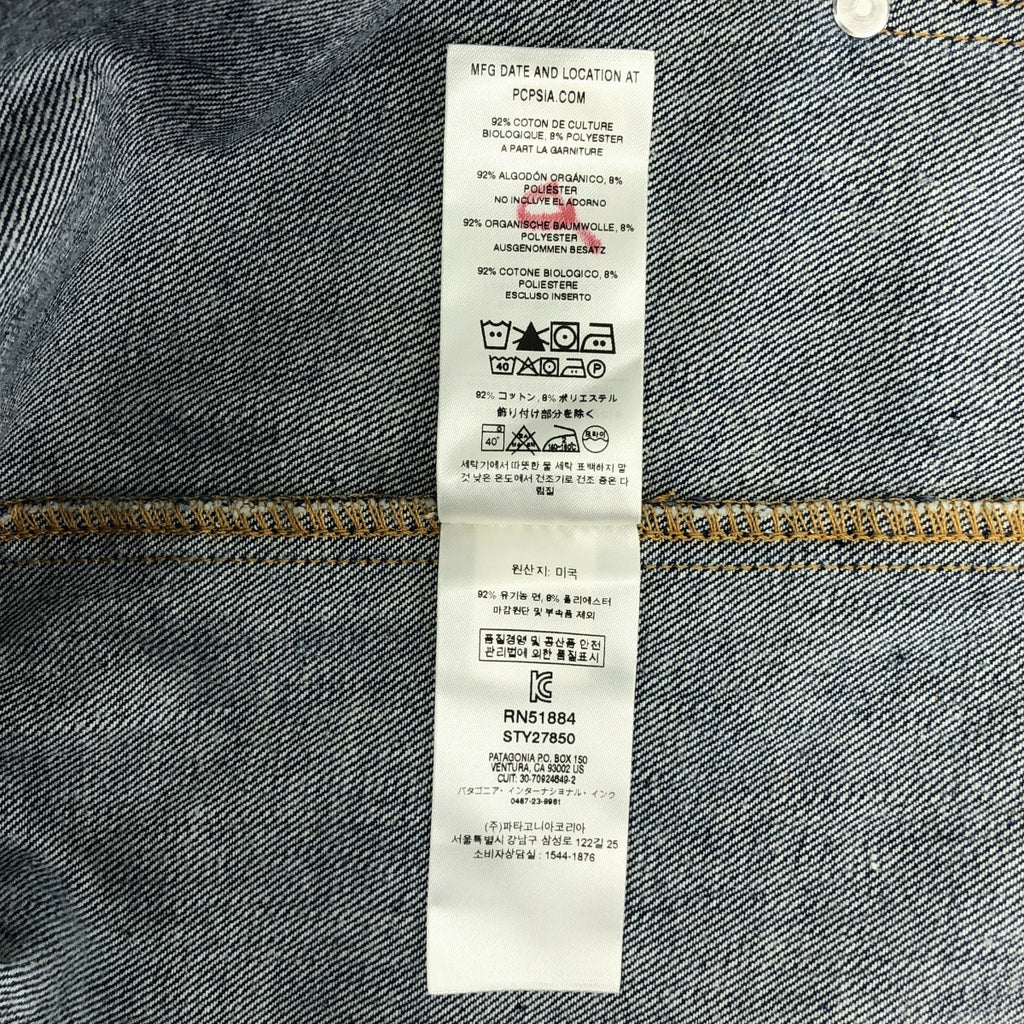 MFG DATE AND LOCATION AT
PCPSIA.COM
92% COTON DE CULTURE
BIOLOGIQUE, 8% POLYESTER
A PART LA GARNITURE
92% ALGODÓN ORGÁNICO, 8%
POLIÉSTER
NO INCLUYE EL ADORNO
92% ORGANISCHE BAUMWOLLE, 8%
POLYESTER
AUSGENOMMEN BESATZ
92% COTONE BIOLOGICO, 8%
POLIESTERE
ESCLUSO INSERTO
40 P
92% コットン, 8% ポリエステル
飾り付け部分を除く
40°
세탁기에서 따뜻한 물 세탁 표백하지 말
것 낮은 온도에서 건조기로 건조 중온 다
림질
원산지: 미국
92% 유기농 면, 8% 폴리에스터
마감원단 및 부속품 제외
품질경영 및 공산품 안전
관리법에 의한 품질표시
RN51884
STY27850
PATAGONIA P.O. BOX 150
VENTURA, CA 93002 US
CUIT: 30-70924849-2
パタゴニア・インターナショナル・インク
0467-23-8961
(주)파타고니아코리아
서울특별시 강남구 삼성로 122길 25
소비자상담실 : 1544-1876